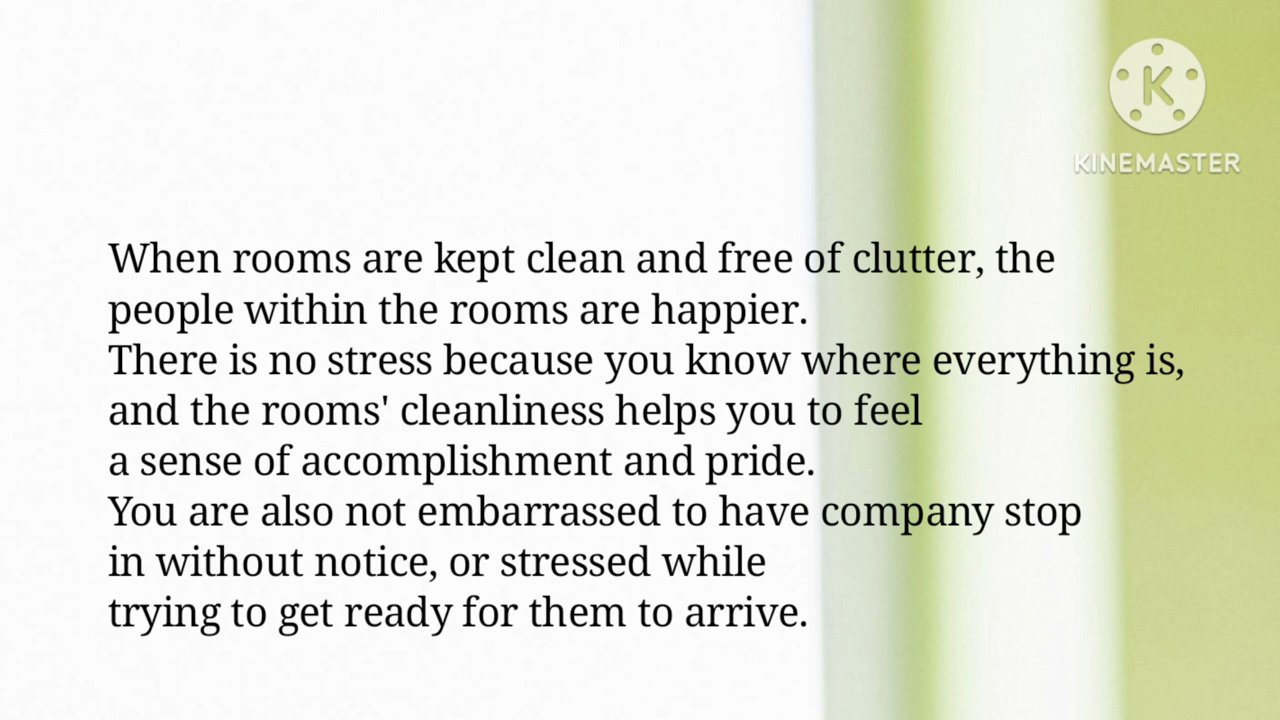 K
KINEMASTER
When rooms are kept clean and free of clutter, the
people within the rooms are happier.
There is no stress because you know where everything is,
and the rooms' cleanliness helps you to feel
a sense of accomplishment and pride.
You are also not embarrassed to have company stop
in without notice, or stressed while
trying to get ready for them to arrive.